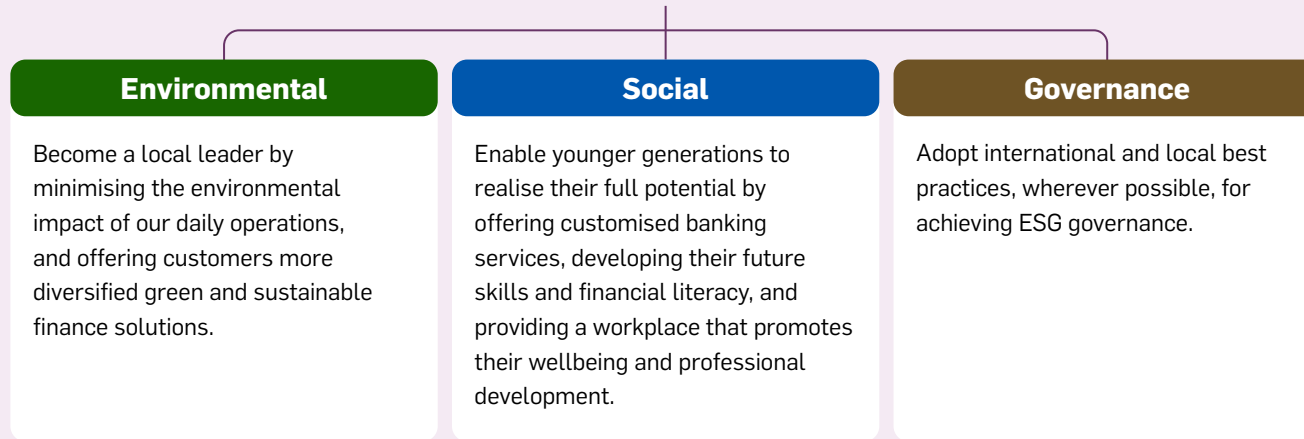 Environmental
Become a local leader by
minimising the environmental
impact of our daily operations,
and offering customers more
diversified green and sustainable
finance solutions.
Social
Enable younger generations to
realise their full potential by
offering customised banking
services, developing their future
skills and financial literacy, and
providing a workplace that promotes
their wellbeing and professional
development.
Governance
Adopt international and local best
practices, wherever possible, for
achieving ESG governance.